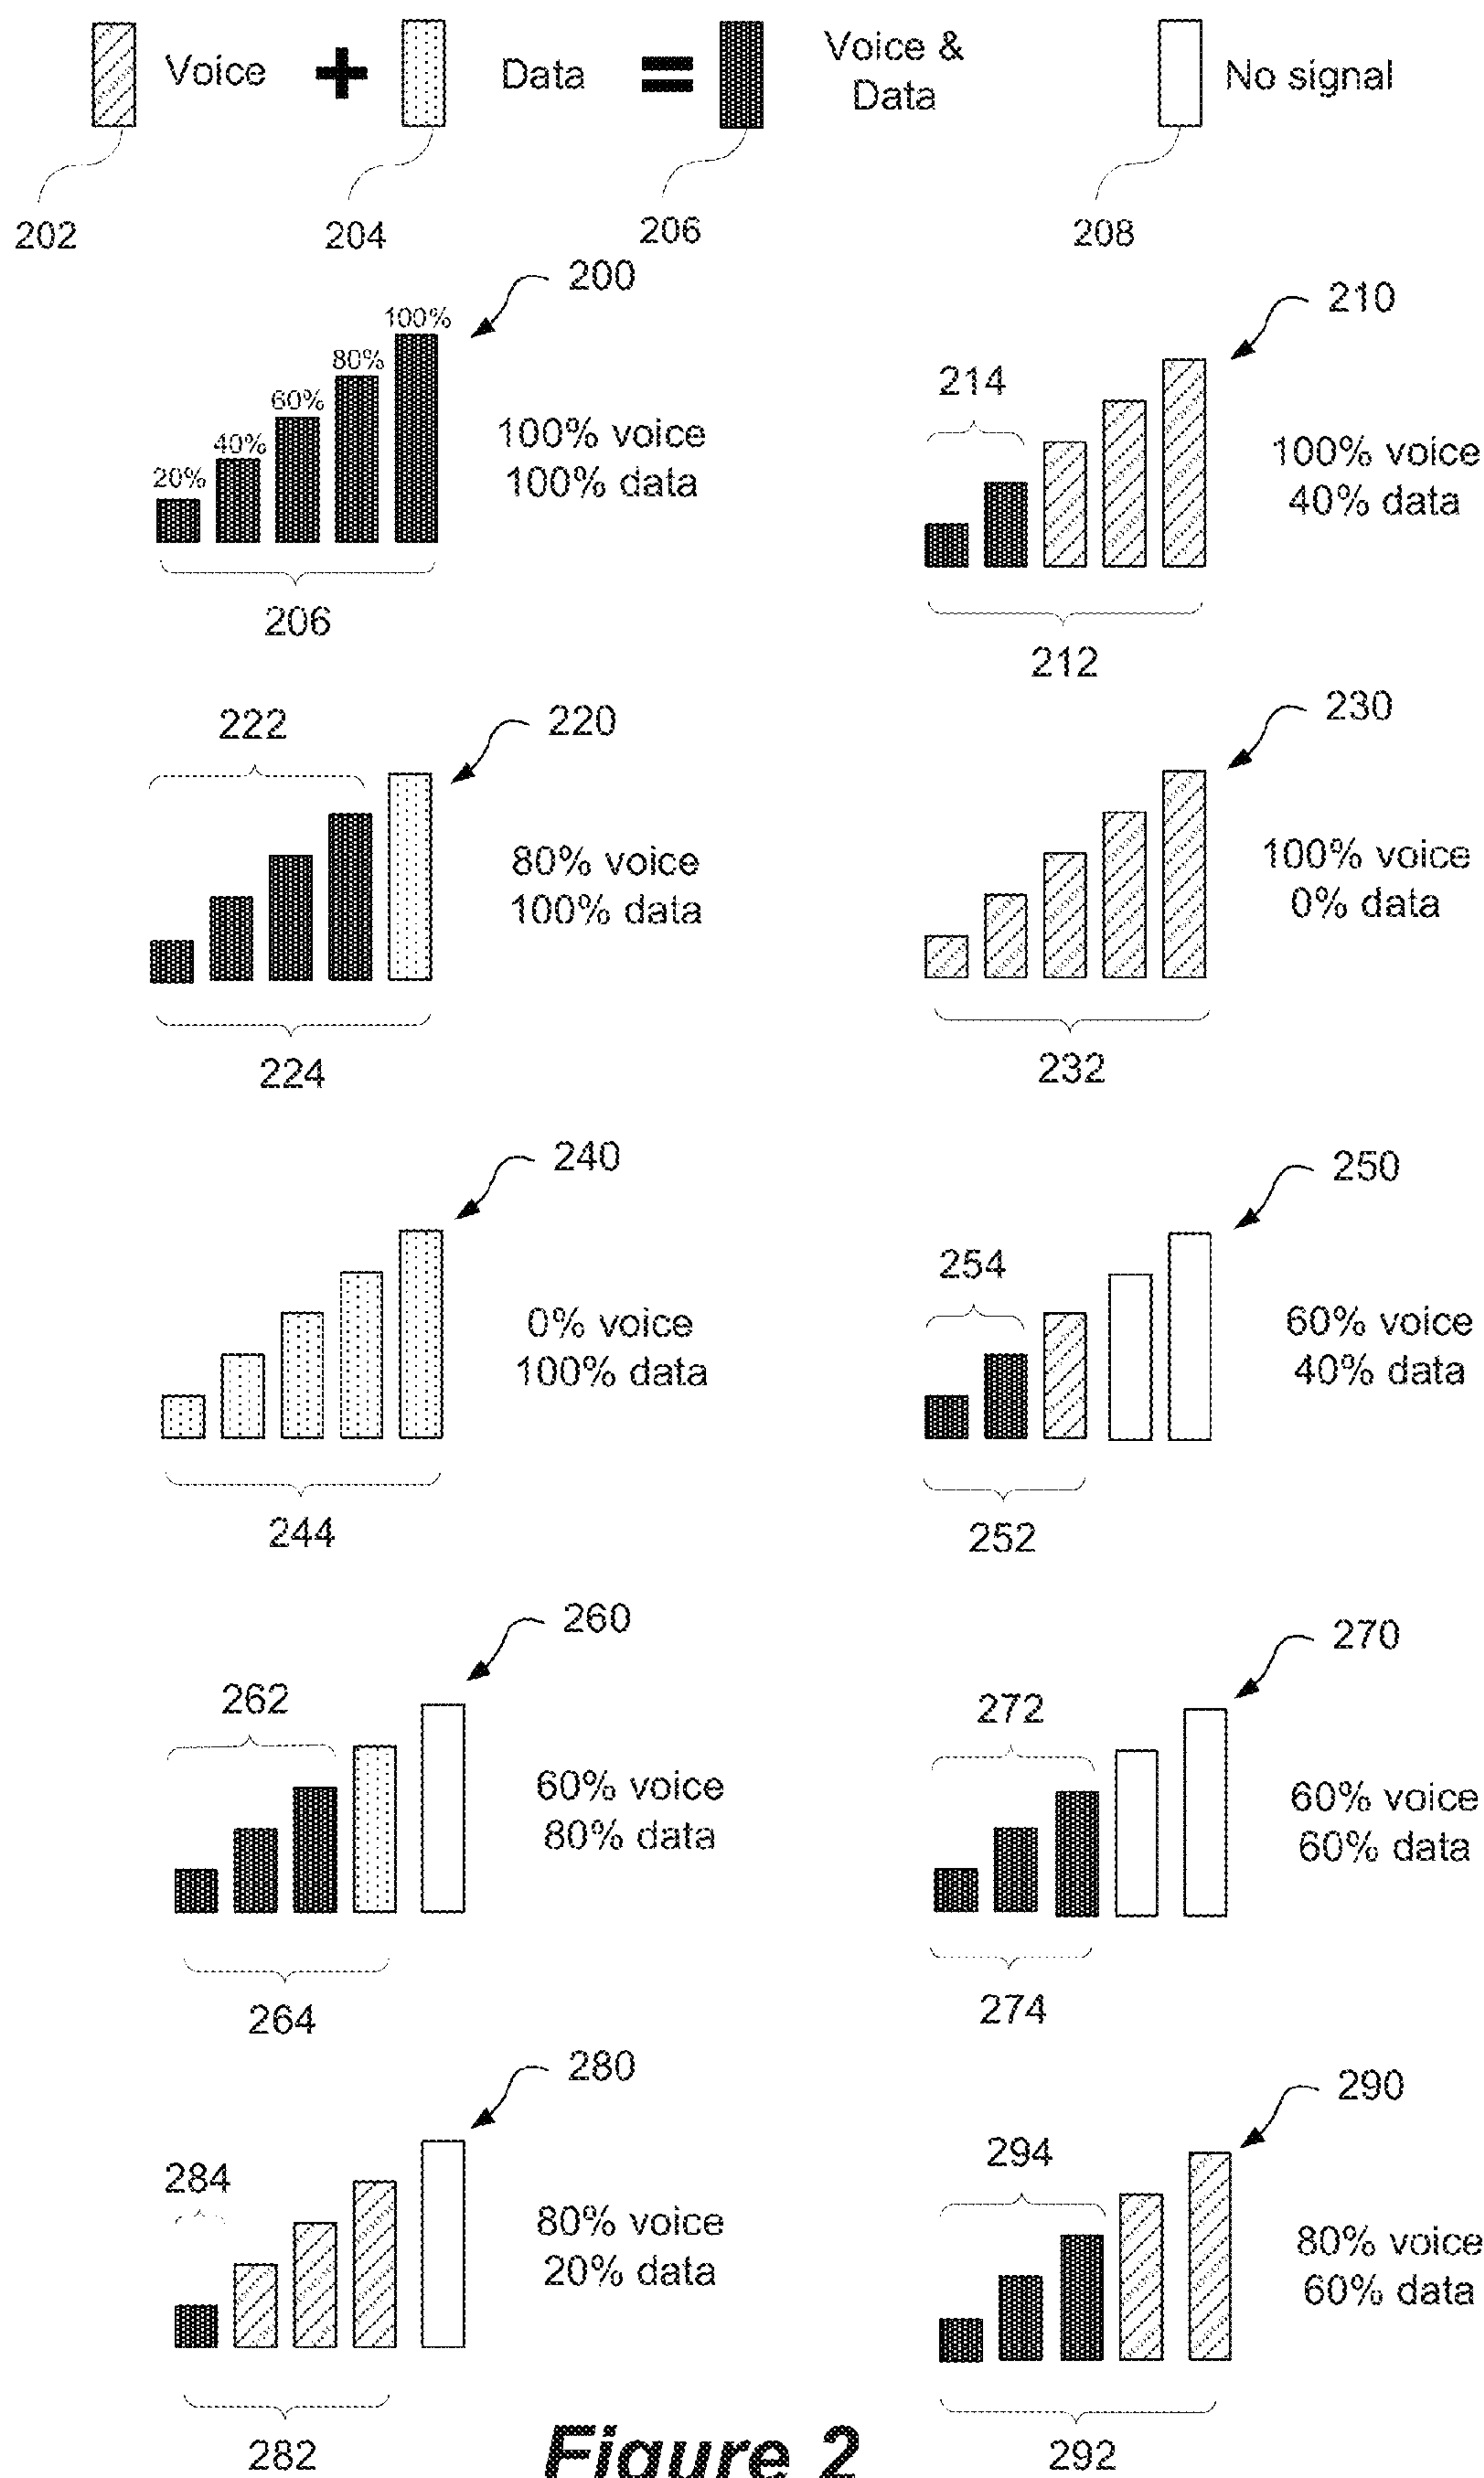 Voice + Data = Voice & Data No signal
202 204 206 208
200
20% 40% 60% 80% 100%
100% voice
100% data
206
210
214
100% voice
40% data
212
220
222
80% voice
100% data
224
230
100% voice
0% data
232
240
0% voice
100% data
244
250
254
60% voice
40% data
252
260
262
60% voice
80% data
264
270
272
60% voice
60% data
274
280
284
80% voice
20% data
282
290
294
80% voice
60% data
292
Figure 2